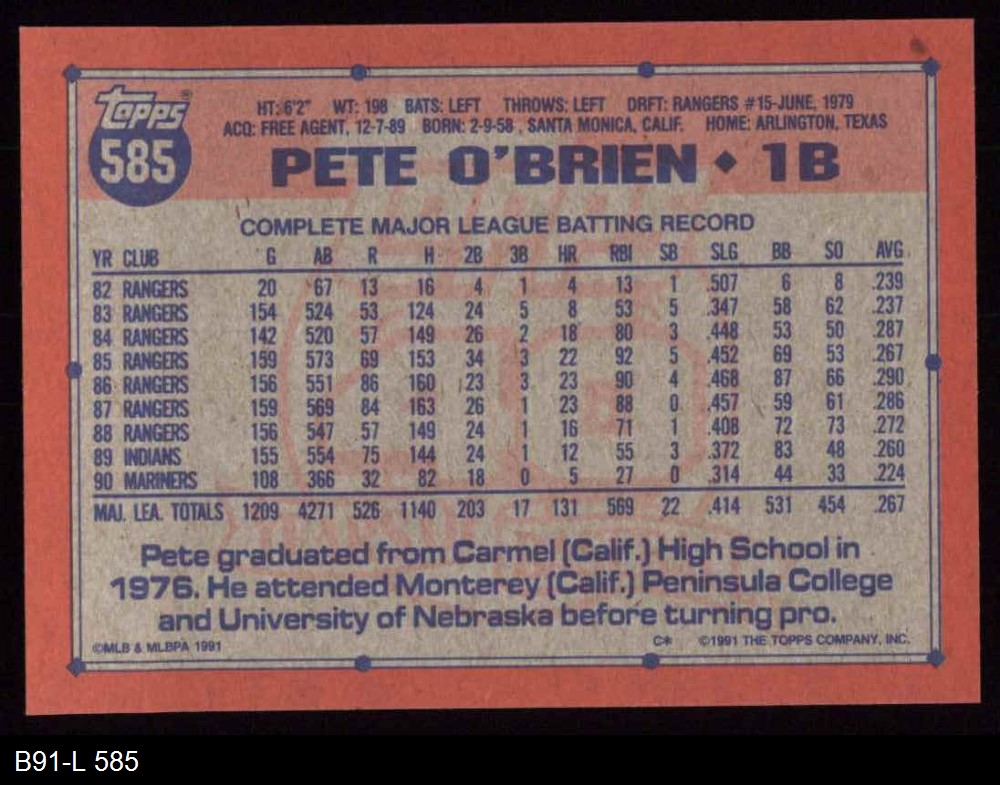 topps®
585
HT: 6'2" WT: 198 BATS: LEFT THROWS: LEFT DRFT: RANGERS #15-JUNE, 1979
ACQ: FREE AGENT, 12-7-89 BORN: 2-9-58, SANTA MONICA, CALIF. HOME: ARLINGTON, TEXAS
PETE O'BRIEN ◆ 1B
COMPLETE MAJOR LEAGUE BATTING RECORD
YR CLUB G AB R H 2B 3B HR RBI SB SLG BB SO AVG.
82 RANGERS 20 67 13 16 4 1 4 13 1 .507 6 8 .239
83 RANGERS 154 524 53 124 24 5 8 53 5 .347 58 62 .237
84 RANGERS 142 520 57 149 26 2 18 80 3 .448 53 50 .287
85 RANGERS 159 573 69 153 34 3 22 92 5 .452 69 53 .267
86 RANGERS 156 551 86 160 23 3 23 90 4 .468 87 66 .290
87 RANGERS 159 569 84 163 26 1 23 88 0 .457 59 61 .286
88 RANGERS 156 547 57 149 24 1 16 71 1 .408 72 73 .272
89 INDIANS 155 554 75 144 24 1 12 55 3 .372 83 48 .260
90 MARINERS 108 366 32 82 18 0 5 27 0 .314 44 33 .224
MAJ. LEA. TOTALS 1209 4271 526 1140 203 17 131 569 22 .414 531 454 .267
Pete graduated from Carmel (Calif.) High School in
1976. He attended Monterey (Calif.) Peninsula College
and University of Nebraska before turning pro.
©MLB & MLBPA 1991 C* ©1991 THE TOPPS COMPANY, INC.
B91-L 585